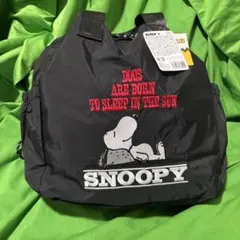 DOGS
ARE BORN
TO SLEEP IN THE SUN
SNOOPY